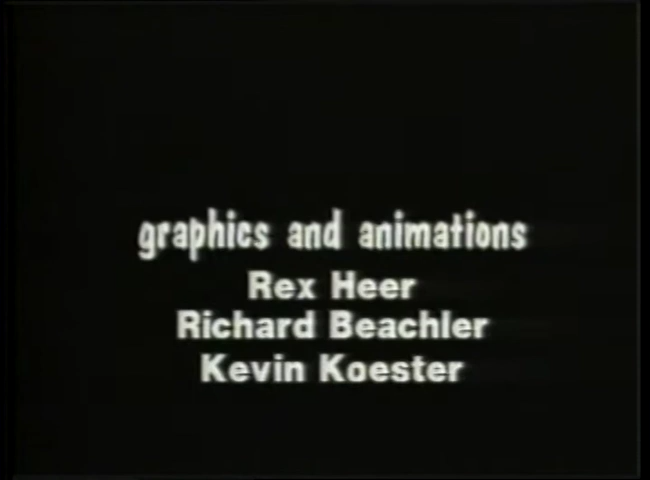 graphics and animations
Rex Heer
Richard Beachler
Kevin Koester